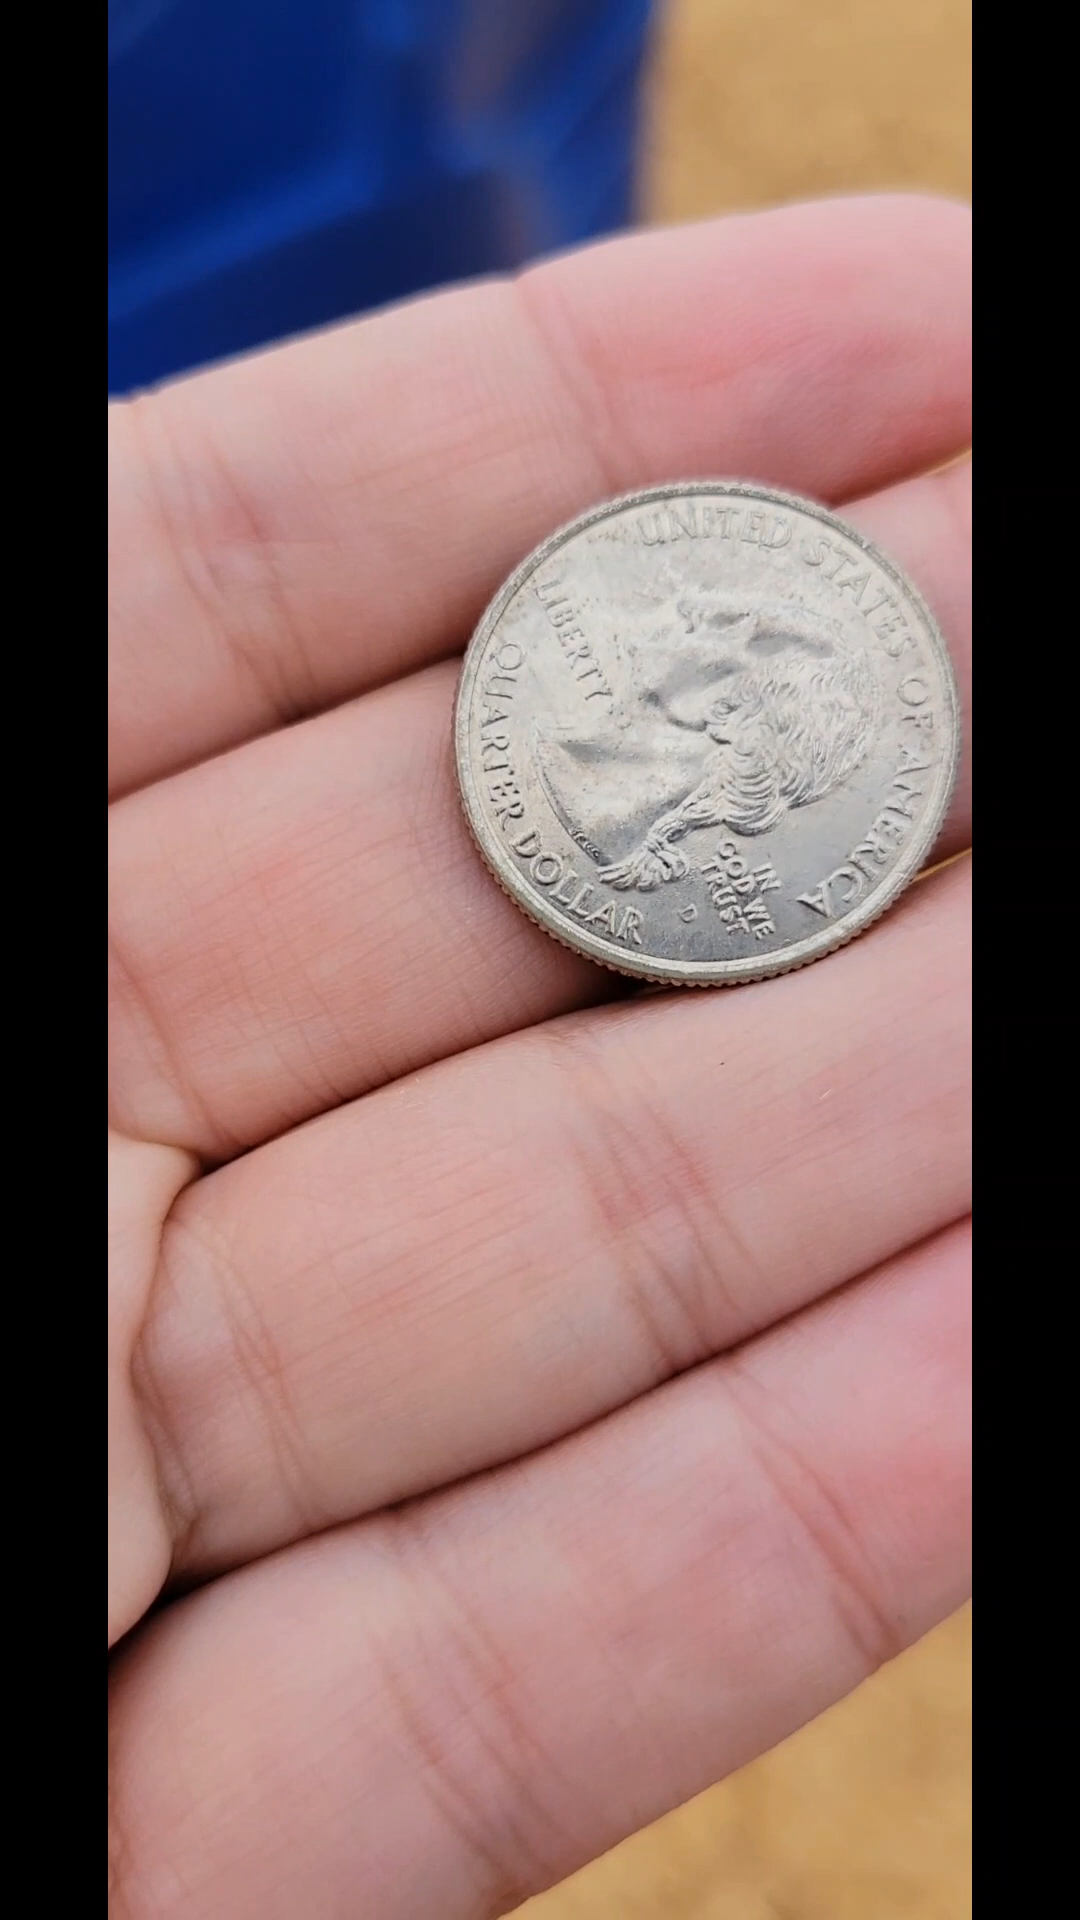 UNITED STATES OF AMERICA
LIBERTY
IN
GOD WE
TRUST
D
QUARTER DOLLAR